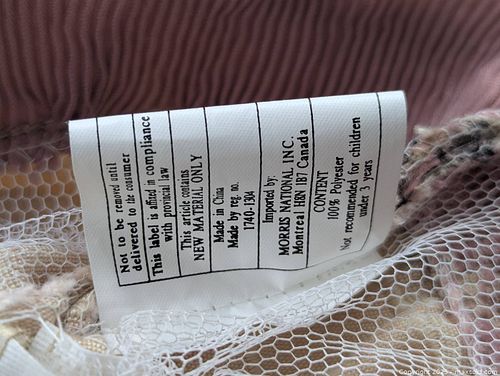 Not to be removed until
delivered to the consumer
This label is affixed in compliance
with provincial law
This article contains
NEW MATERIAL ONLY
Made in China
Made by reg. no.
1740-1304
Imported by:
MORRIS NATIONAL INC.
Montreal H8N 1B7 Canada
CONTENT
100% Polyester
Not recommended for children
under 3 years